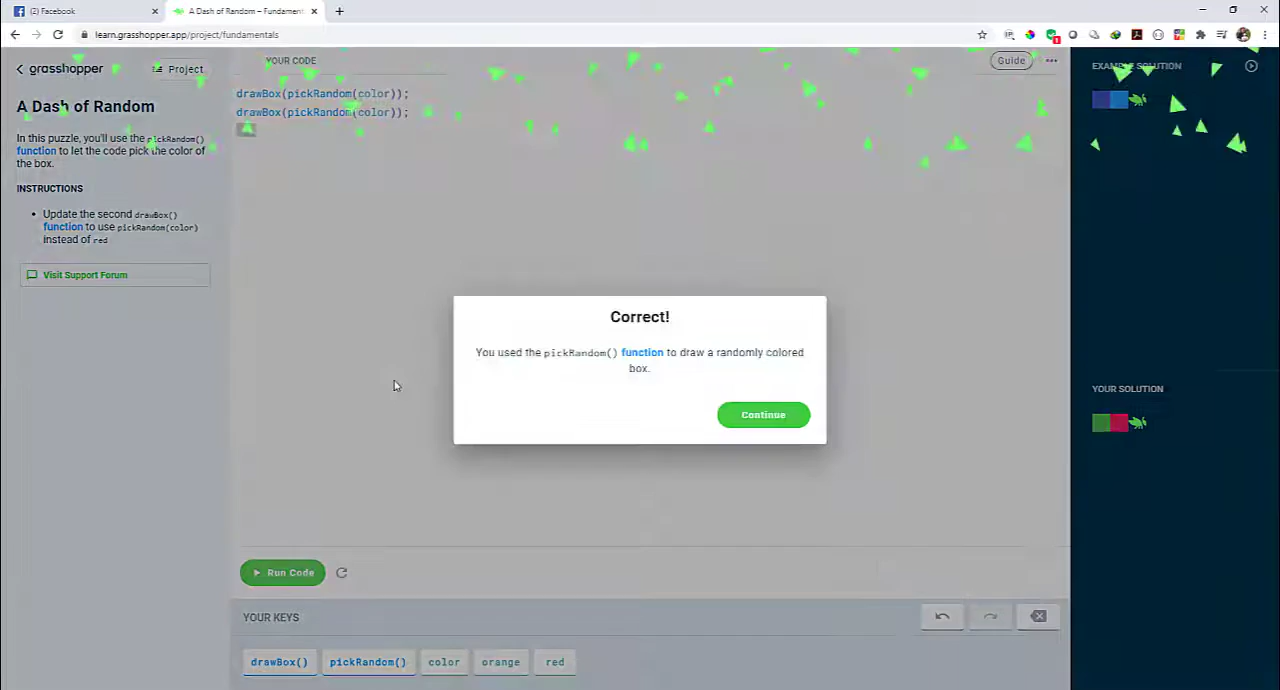 (2) Facebook
A Dash of Random – Fundament
learn.grasshopper.app/project/fundamentals
grasshopper
Project
A Dash of Random
In this puzzle, you'll use the pickRandom()
function to let the code pick the color of
the box.
INSTRUCTIONS
• Update the second drawBox()
function to use pickRandom(color)
instead of red
Visit Support Forum
YOUR CODE
Guide
drawBox(pickRandom(color));
drawBox(pickRandom(color));
Correct!
You used the pickRandom() function to draw a randomly colored
box.
Continue
Run Code
YOUR KEYS
drawBox()
pickRandom()
color
orange
red
EXAMPLE SOLUTION
YOUR SOLUTION